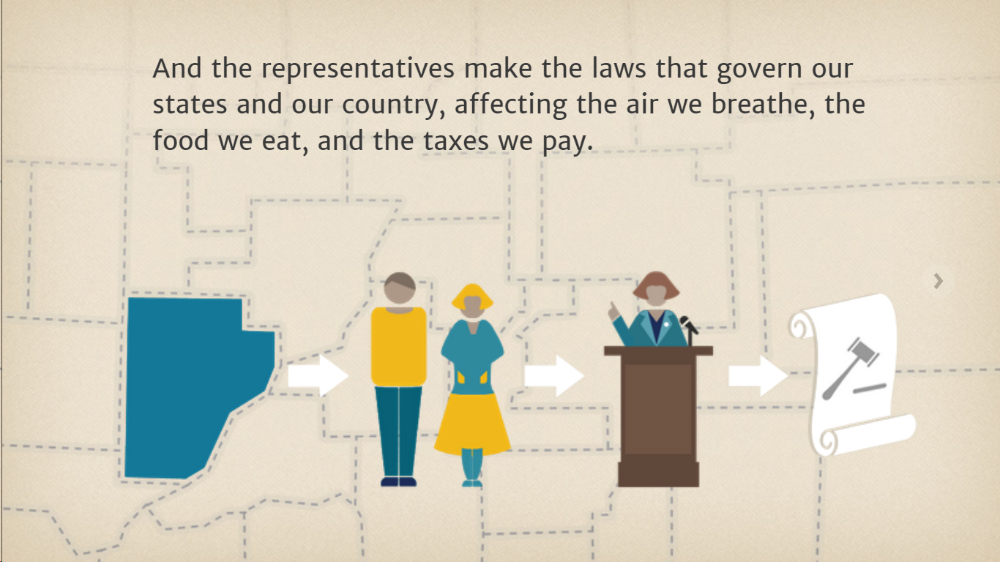 And the representatives make the laws that govern our
states and our country, affecting the air we breathe, the
food we eat, and the taxes we pay.